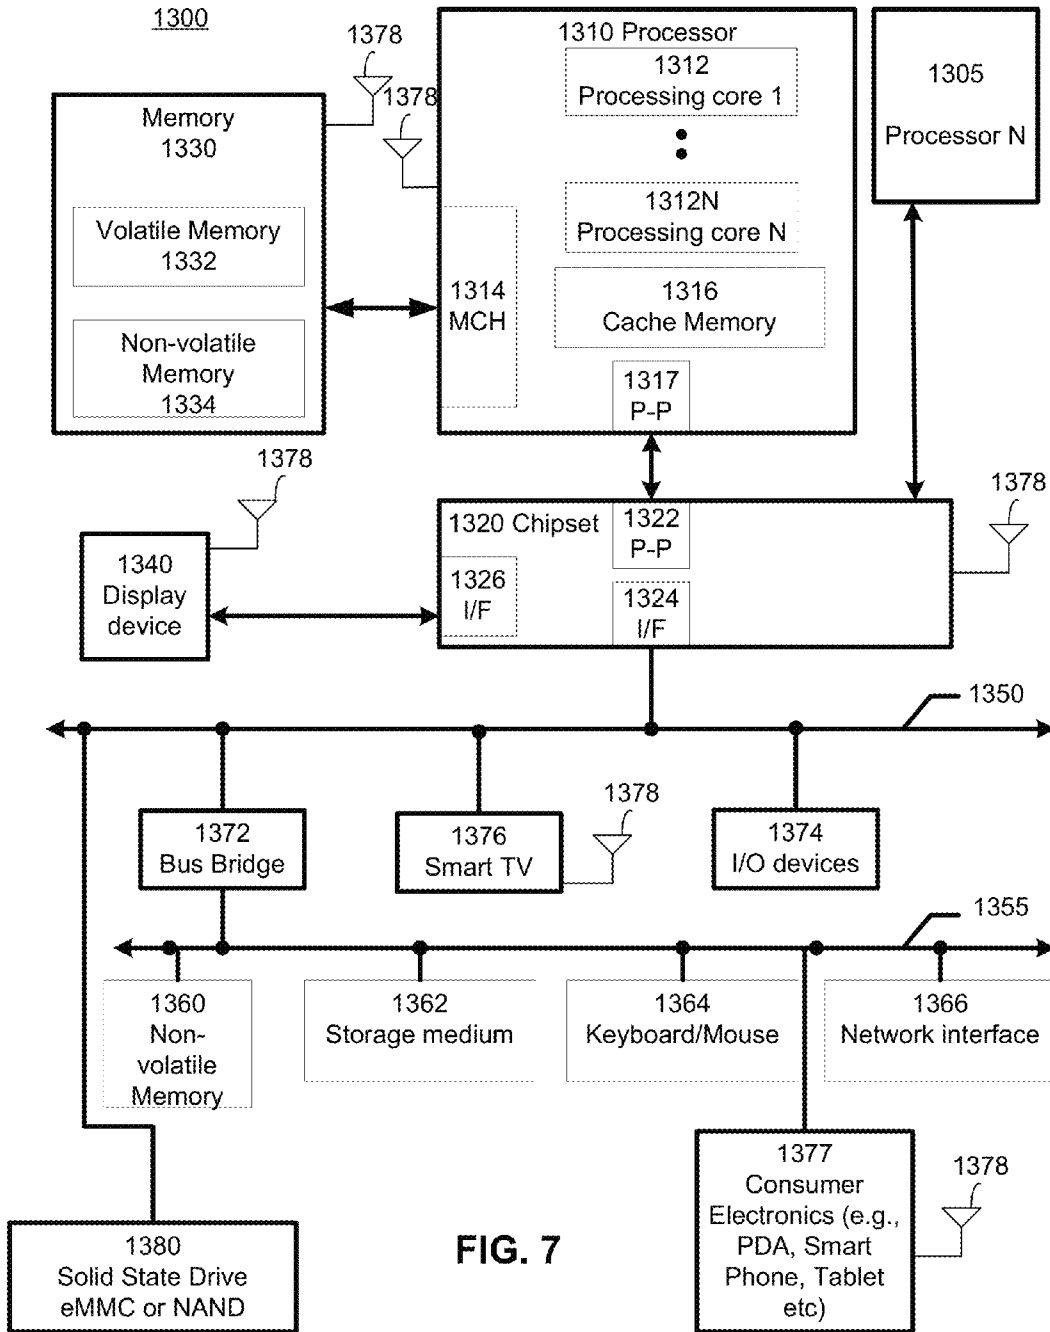 1300
1378
1378
Memory
1330
Volatile Memory
1332
Non-volatile
Memory
1334
1310 Processor
1312
Processing core 1
1312N
Processing core N
1314
MCH
1316
Cache Memory
1317
P-P
1305
Processor N
1378
1340
Display
device
1320 Chipset
1322
P-P
1326
I/F
1324
I/F
1378
1350
1372
Bus Bridge
1376
Smart TV
1378
1374
I/O devices
1355
1360
Non-
volatile
Memory
1362
Storage medium
1364
Keyboard/Mouse
1366
Network interface
1380
Solid State Drive
eMMC or NAND
FIG. 7
1377
Consumer
Electronics (e.g.,
PDA, Smart
Phone, Tablet
etc)
1378